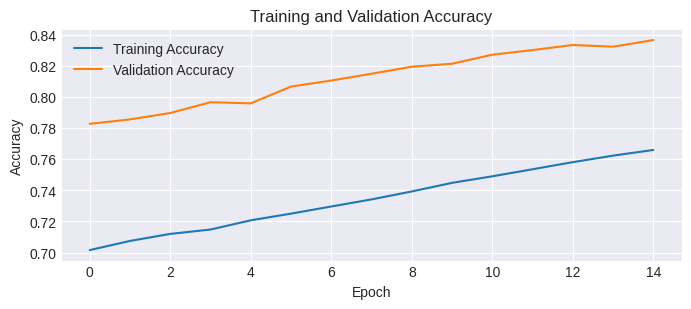 Training and Validation Accuracy
Training Accuracy
Validation Accuracy
Accuracy
0.84
0.82
0.80
0.78
0.76
0.74
0.72
0.70
0 2 4 6 8 10 12 14
Epoch